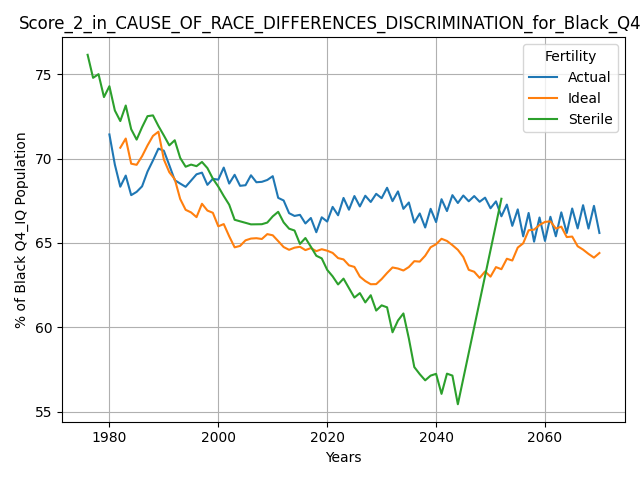 Score_2_in_CAUSE_OF_RACE_DIFFERENCES_DISCRIMINATION_for_Black_Q4
Fertility
Actual
Ideal
Sterile
% of Black Q4_IQ Population
75
70
65
60
55
1980
2000
2020
2040
2060
Years